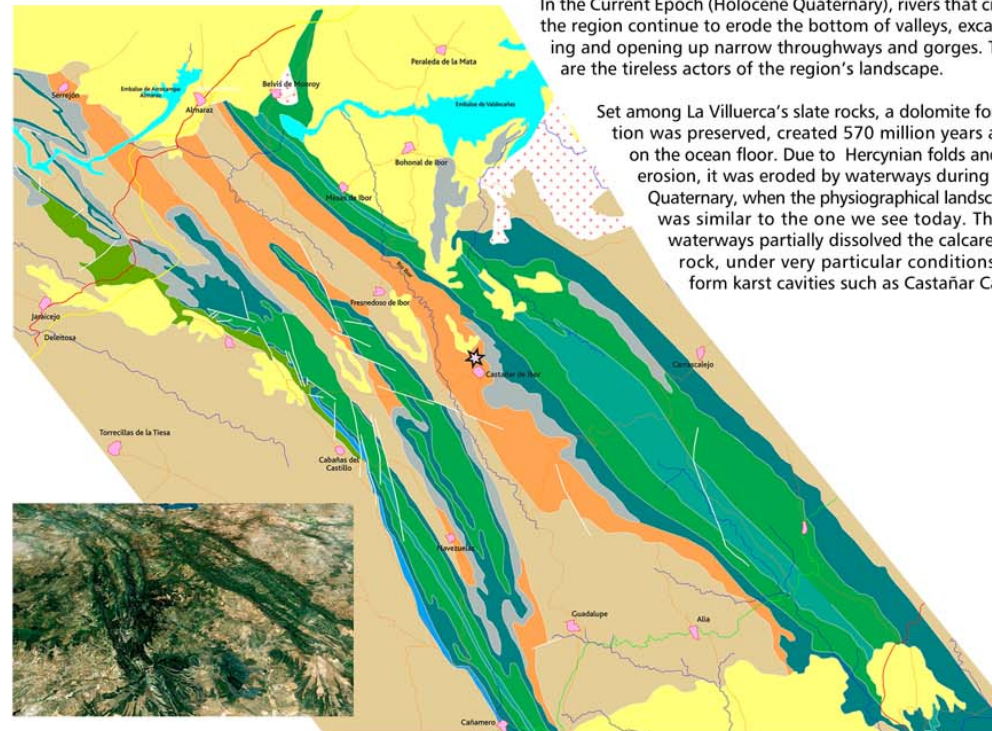 In the Current Epoch (Holocene Quaternary), rivers that
the region continue to erode the bottom of valleys, exca
ing and opening up narrow throughways and gorges. T
are the tireless actors of the region's landscape.
Set among La Villuerca's slate rocks, a dolomite fo
tion was preserved, created 570 million years a
on the ocean floor. Due to Hercynian folds and
erosion, it was eroded by waterways during
Quaternary, when the physiographical landsc
was similar to the one we see today. Th
waterways partially dissolved the calcare
rock, under very particular conditions
form karst cavities such as Castañar C
Peraleda de la Mata
Serrejón
Embalse de Arrocampo
Almaraz
Almaraz
Belvís de Monroy
Embalse de Valdecañas
Bohonal de Ibor
Mesas de Ibor
Río Ibor
Fresnedoso de Ibor
Jaraicejo
Deleitosa
Castañar de Ibor
Carrascalejo
Torrecillas de la Tiesa
Cabañas del
Castillo
Navezuelas
Guadalupe
Alía
Cañamero